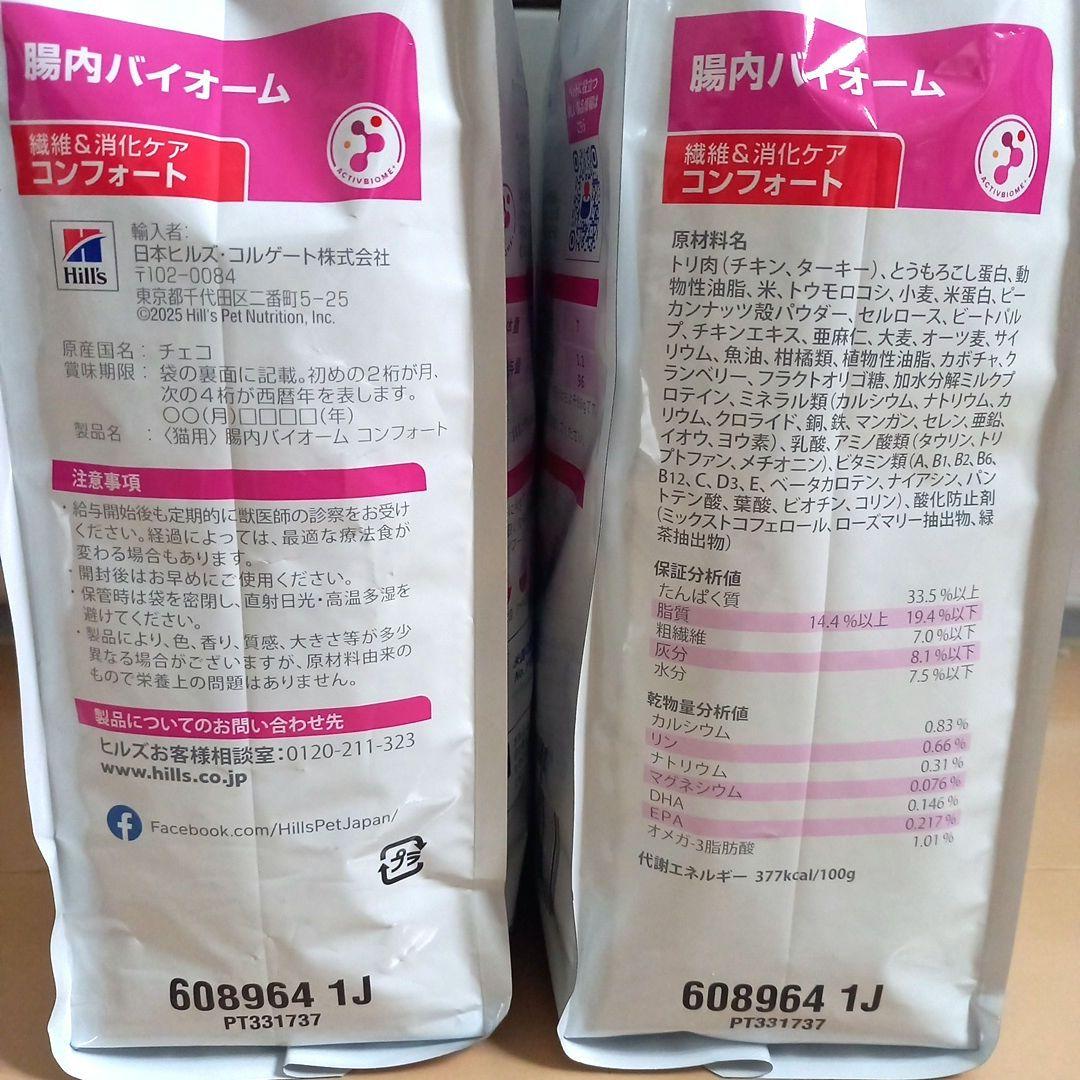 腸内バイオーム
繊維&消化ケア
コンフォート
ACTIVBIOME+
Hill's
輸入者:
日本ヒルズ・コルゲート株式会社
〒102-0084
東京都千代田区二番町5-25
©2025 Hill's Pet Nutrition, Inc.
原産国名: チェコ
賞味期限: 袋の裏面に記載。初めの2桁が月、
次の4桁が西暦年を表します。
〇〇(月)□□□□(年)
製品名 :〈猫用〉腸内バイオーム コンフォート
注意事項
・給与開始後も定期的に獣医師の診察をお受け
ください。経過によっては、最適な療法食が
変わる場合もあります。
・開封後はお早めにご使用ください。
・保管時は袋を密閉し、直射日光・高温多湿を
避けてください。
・製品により、色、香り、質感、大きさ等が多少
異なる場合がございますが、原材料由来の
もので栄養上の問題はありません。
製品についてのお問い合わせ先
ヒルズお客様相談室:0120-211-323
www.hills.co.jp
Facebook.com/HillsPetJapan/
プラ
608964 1J
PT331737
腸内バイオーム
繊維&消化ケア
コンフォート
ACTIVBIOME+
原材料名
トリ肉(チキン、ターキー)、とうもろこし蛋白、動
物性油脂、米、トウモロコシ、小麦、米蛋白、ピー
カンナッツ殻パウダー、セルロース、ビートパル
プ、チキンエキス、亜麻仁、大麦、オーツ麦、サイ
リウム、魚油、柑橘類、植物性油脂、カボチャ、ク
ランベリー、フラクトオリゴ糖、加水分解ミルクプ
ロテイン、ミネラル類(カルシウム、ナトリウム、カ
リウム、クロライド、銅、鉄、マンガン、セレン、亜鉛、
イオウ、ヨウ素)、乳酸、アミノ酸類(タウリン、トリ
プトファン、メチオニン)、ビタミン類(A、B1、B2、B6、
B12、C、D3、E、ベータカロテン、ナイアシン、パン
トテン酸、葉酸、ビオチン、コリン)、酸化防止剤
(ミックストコフェロール、ローズマリー抽出物、緑
茶抽出物)
保証分析値
たんぱく質 33.5%以上
脂質 14.4%以上 19.4%以下
粗繊維 7.0%以下
灰分 8.1%以下
水分 7.5%以下
乾物量分析値
カルシウム 0.83%
リン 0.66%
ナトリウム 0.31%
マグネシウム 0.076%
DHA 0.146%
EPA 0.217%
オメガ-3脂肪酸 1.01%
代謝エネルギー 377kcal/100g
608964 1J
PT331737